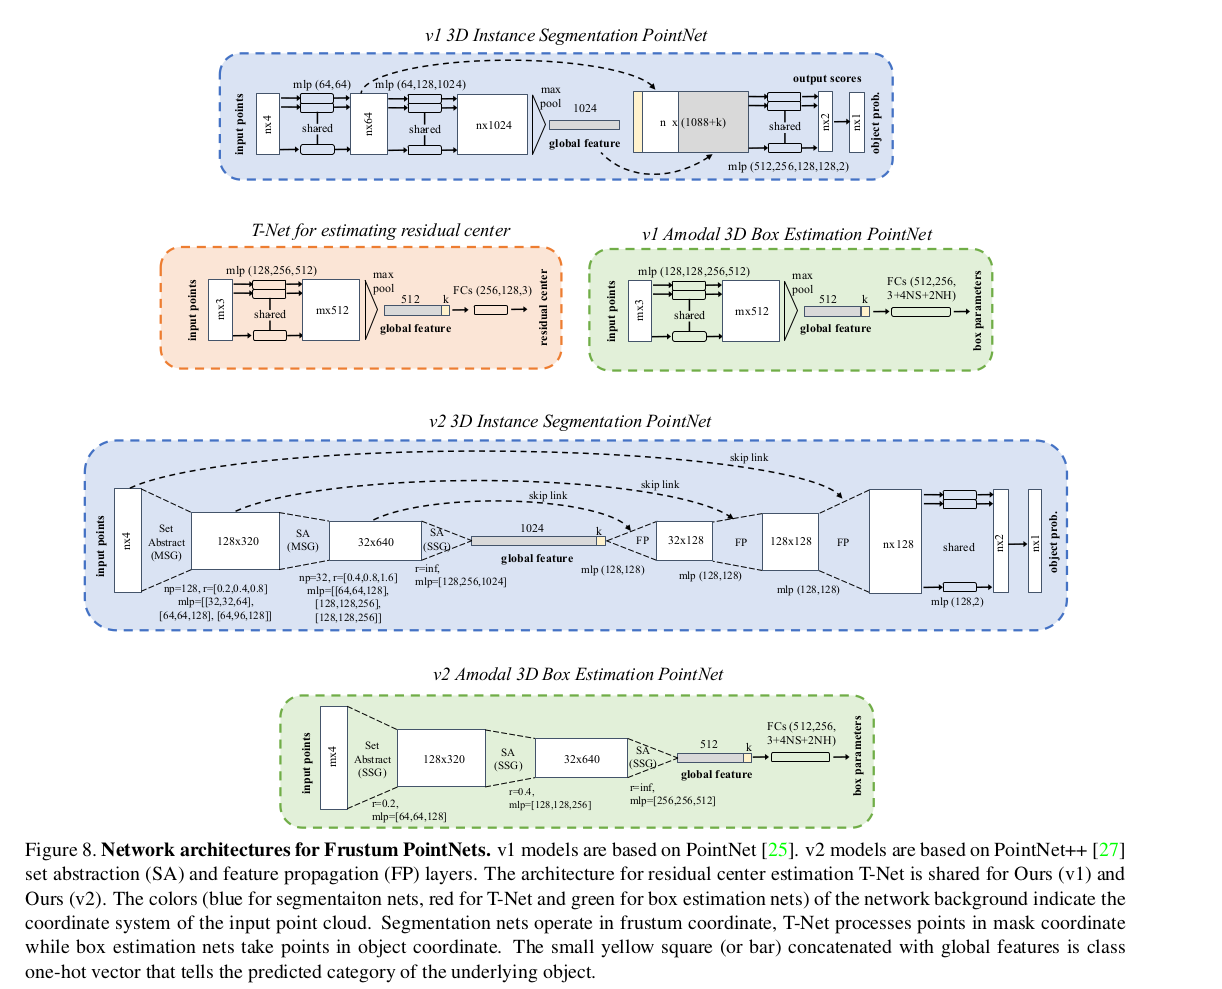 v1 3D Instance Segmentation PointNet
input points
nx4
mlp (64,64)
shared
nx64
mlp (64,128,1024)
shared
nx1024
max
pool
1024
global feature
n x (1088+k)
shared
mlp (512,256,128,128,2)
output scores
nx2
nx1
object prob.
T-Net for estimating residual center
input points
nx3
mlp (128,256,512)
shared
mx512
max
pool
512
k
global feature
FCs (256,128,3)
residual center
v1 Amodal 3D Box Estimation PointNet
input points
mx3
mlp (128,128,256,512)
shared
mx512
max
pool
512
k
global feature
FCs (512,256,
3+4NS+2NH)
box parameters
v2 3D Instance Segmentation PointNet
input points
nx4
Set
Abstract
(MSG)
np=128, r=[0.2,0.4,0.8]
mlp=[[32,32,64],
[64,64,128], [64,96,128]]
128x320
SA
(MSG)
np=32, r=[0.4,0.8,1.6]
mlp=[[64,64,128],
[128,128,256],
[128,128,256]]
32x640
SA
(SSG)
r=inf,
mlp=[128,256,1024]
1024
k
global feature
skip link
skip link
skip link
FP
mlp (128,128)
32x128
FP
mlp (128,128)
128x128
FP
mlp (128,128)
nx128
shared
mlp (128,2)
nx2
nx1
object prob.
v2 Amodal 3D Box Estimation PointNet
input points
mx4
Set
Abstract
(SSG)
r=0.2,
mlp=[64,64,128]
128x320
SA
(SSG)
r=0.4,
mlp=[128,128,256]
32x640
SA
(SSG)
r=inf,
mlp=[256,256,512]
512
k
global feature
FCs (512,256,
3+4NS+2NH)
box parameters
Figure 8. Network architectures for Frustum PointNets. v1 models are based on PointNet [25]. v2 models are based on PointNet++ [27]
set abstraction (SA) and feature propagation (FP) layers. The architecture for residual center estimation T-Net is shared for Ours (v1) and
Ours (v2). The colors (blue for segmentaiton nets, red for T-Net and green for box estimation nets) of the network background indicate the
coordinate system of the input point cloud. Segmentation nets operate in frustum coordinate, T-Net processes points in mask coordinate
while box estimation nets take points in object coordinate. The small yellow square (or bar) concatenated with global features is class
one-hot vector that tells the predicted category of the underlying object.